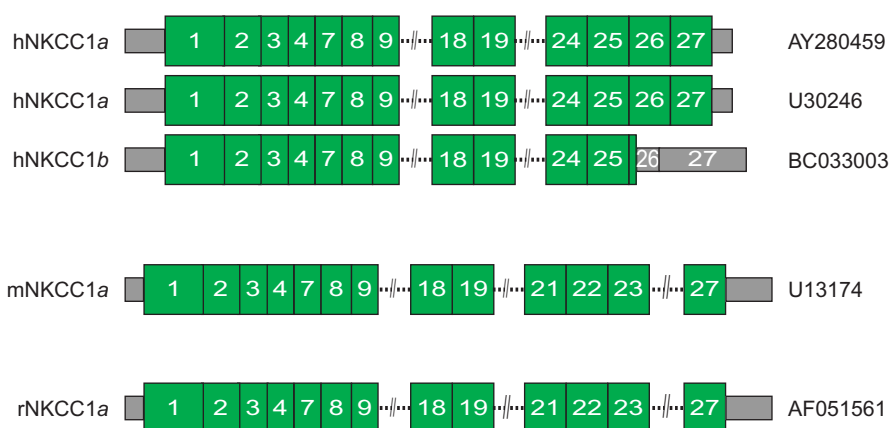 hNKCC1a 1 2 3 4 7 8 9 18 19 24 25 26 27 AY280459
hNKCC1a 1 2 3 4 7 8 9 18 19 24 25 26 27 U30246
hNKCC1b 1 2 3 4 7 8 9 18 19 24 25 26 27 BC033003
mNKCC1a 1 2 3 4 7 8 9 18 19 21 22 23 27 U13174
rNKCC1a 1 2 3 4 7 8 9 18 19 21 22 23 27 AF051561